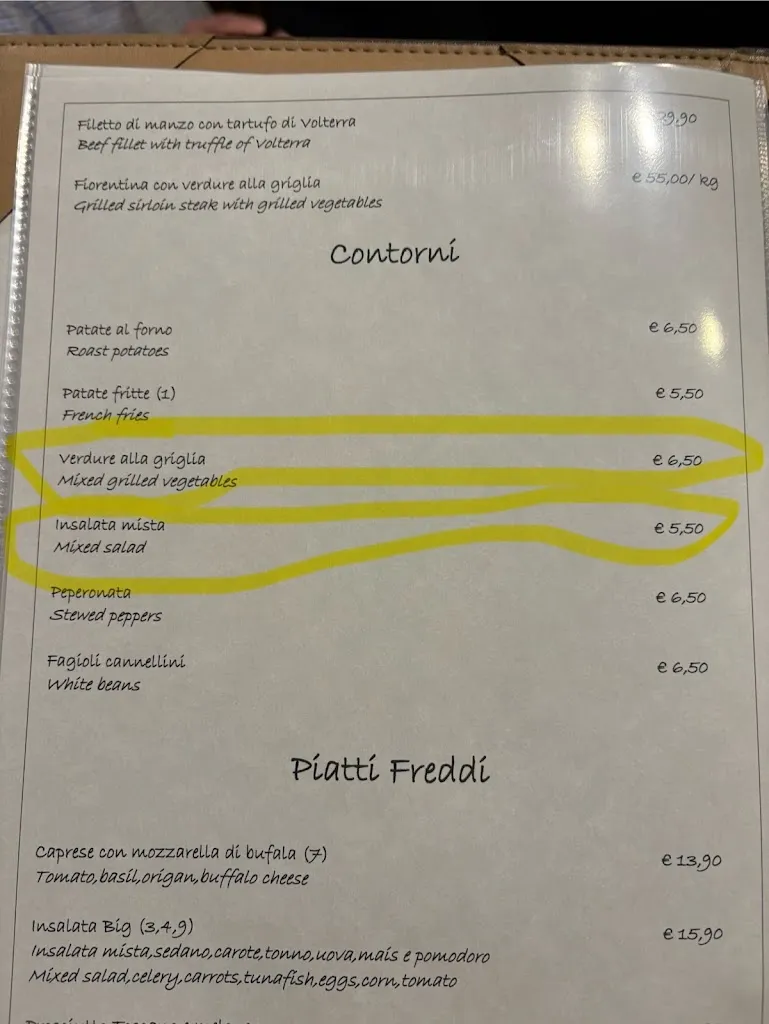 Filetto di manzo con tartufo di Volterra 39,90
Beef fillet with truffle of Volterra
Fiorentina con verdure alla griglia € 55,00/ kg
Grilled sirloin steak with grilled vegetables
Contorni
Patate al forno € 6,50
Roast potatoes
Patate fritte (1) € 5,50
French fries
Verdure alla griglia € 6,50
Mixed grilled vegetables
Insalata mista € 5,50
Mixed salad
Peperonata € 6,50
Stewed peppers
Fagioli cannellini € 6,50
White beans
Piatti Freddi
Caprese con mozzarella di bufala (7) € 13,90
Tomato,basil,origan,buffalo cheese
Insalata Big (3,4,9) € 15,90
Insalata mista,sedano,carote,tonno,uova,mais e pomodoro
Mixed salad,celery,carrots,tunafish,eggs,corn,tomato